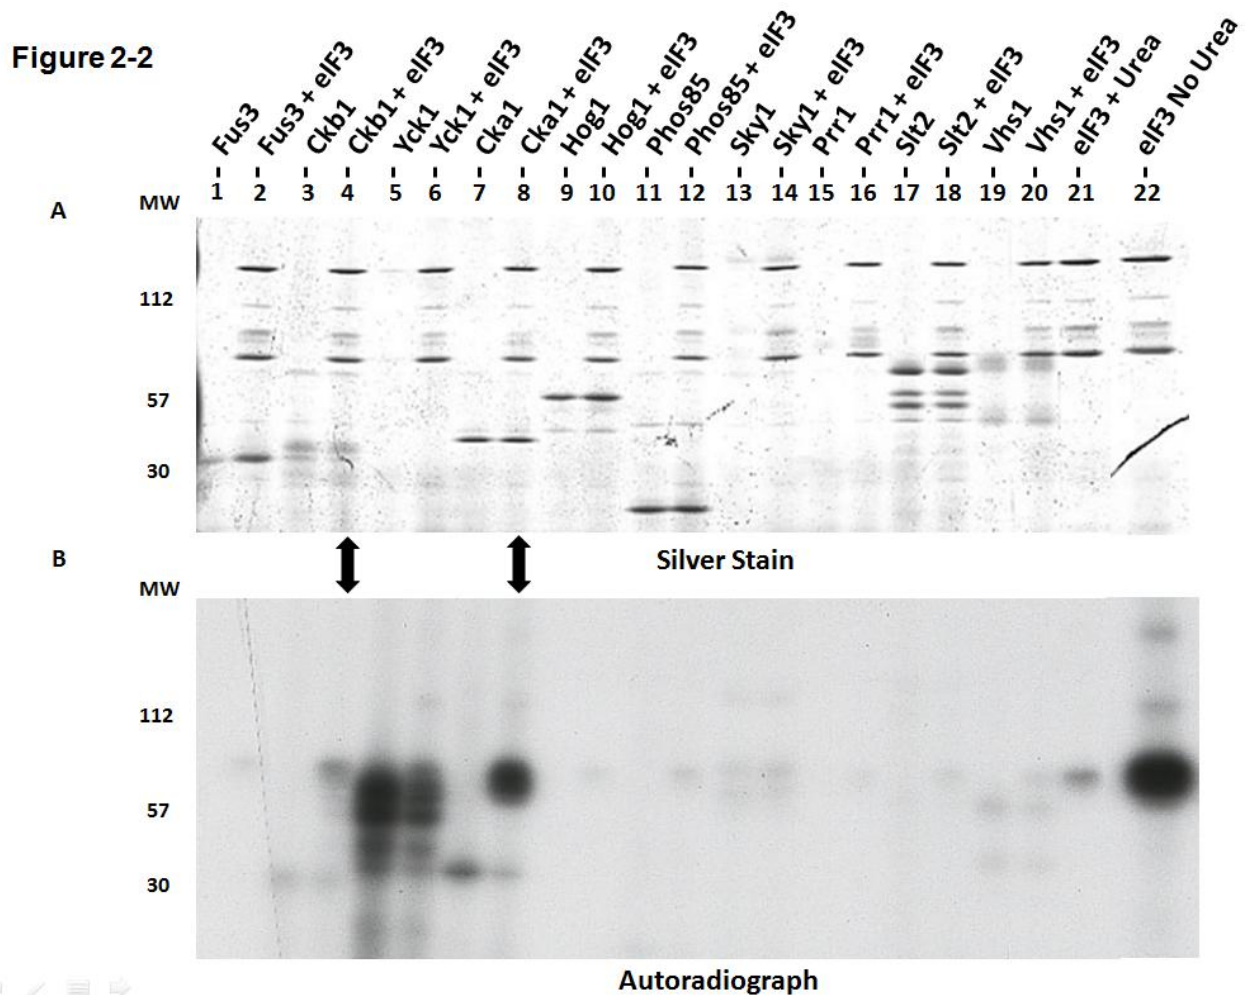 Figure 2-2
Fus3
Fus3 + eIF3
Ckb1
Ckb1 + eIF3
Yck1
Yck1 + eIF3
Cka1
Cka1 + eIF3
Hog1
Hog1 + eIF3
Phos85
Phos85 + eIF3
Sky1
Sky1 + eIF3
Prr1
Prr1 + eIF3
Slt2
Slt2 + eIF3
Vhs1
Vhs1 + eIF3
eIF3 + Urea
eIF3 No Urea
1 2 3 4 5 6 7 8 9 10 11 12 13 14 15 16 17 18 19 20 21 22
A
MW
112
57
30
Silver Stain
B
MW
112
57
30
Autoradiograph